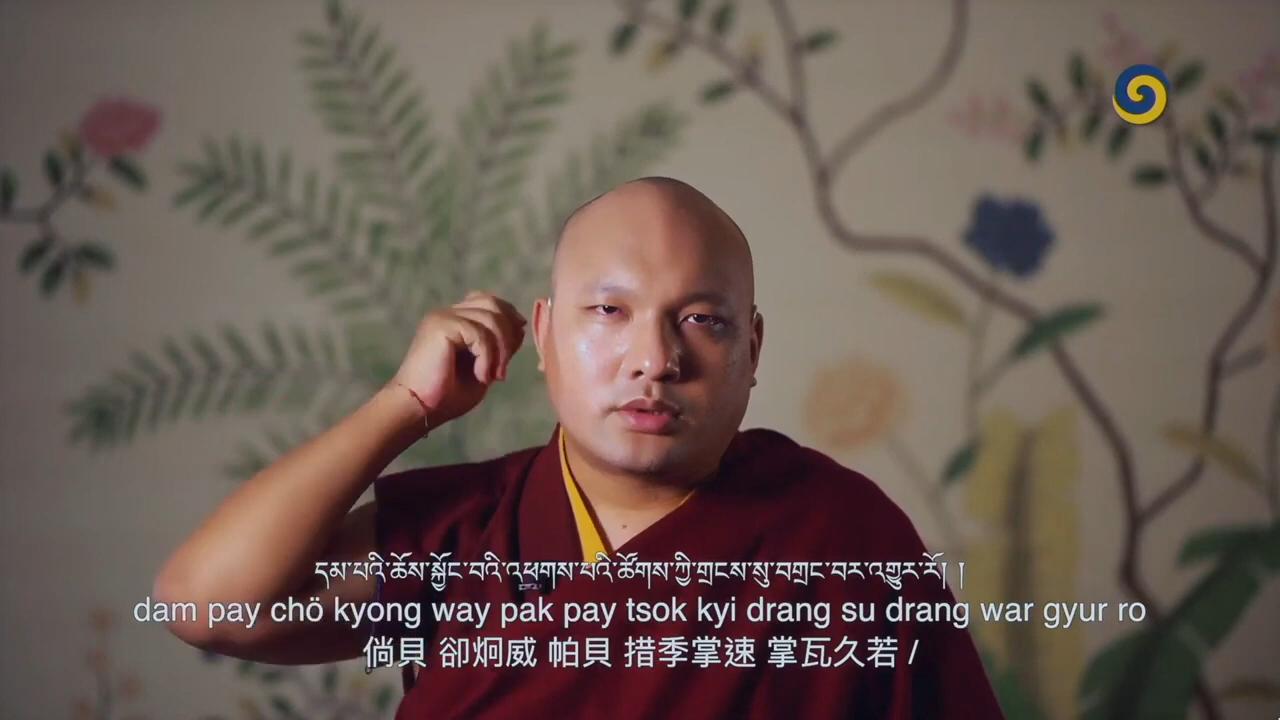 དམ་པའི་ཆོས་སྐྱོང་བའི་འཕགས་པའི་ཚོགས་ཀྱི་གྲངས་སུ་བགྲང་བར་འགྱུར་རོ། །
dam pay chö kyong way pak pay tsok kyi drang su drang war gyur ro
倘貝 卻炯威 帕貝 措季掌速 掌瓦久若 /